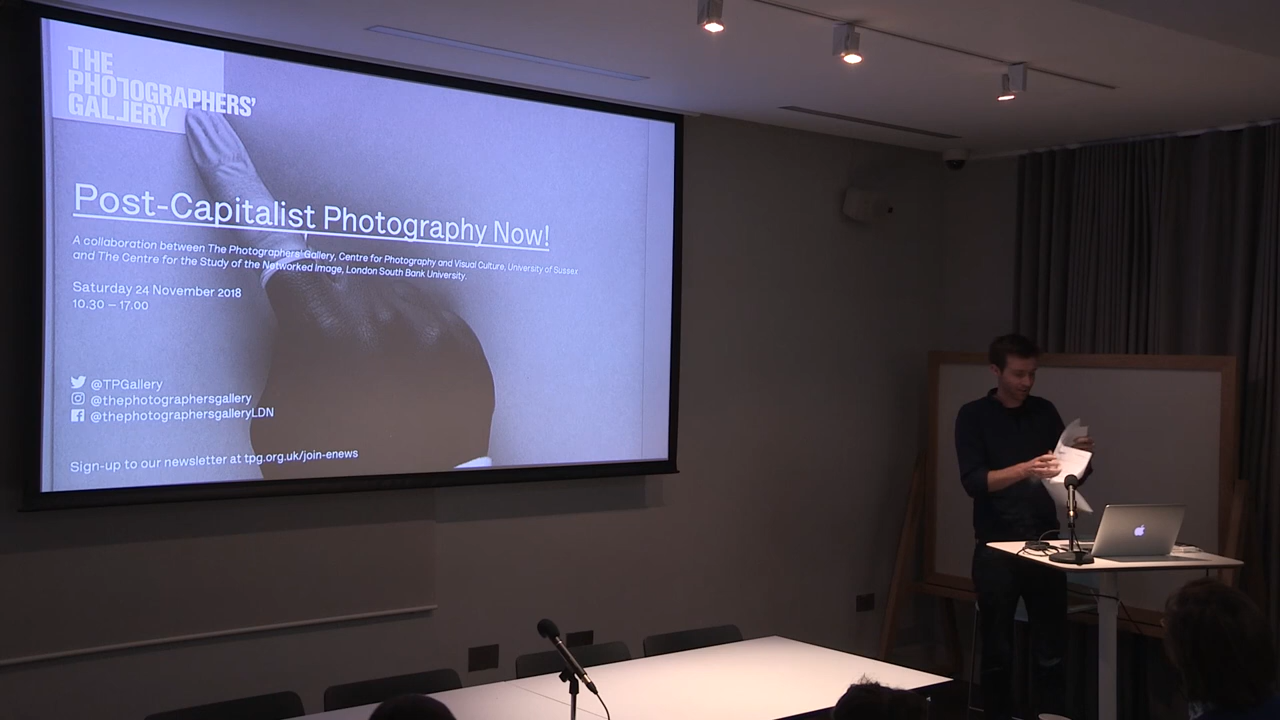 THE
PHOTOGRAPHERS'
GALLERY
Post-Capitalist Photography Now!
A collaboration between The Photographers' Gallery, Centre for Photography and Visual Culture, University of Sussex
and The Centre for the Study of the Networked Image, London South Bank University.
Saturday 24 November 2018
10.30 – 17.00
@TPGallery
@thephotographersgallery
@thephotographersgalleryLDN
Sign-up to our newsletter at tpg.org.uk/join-enews